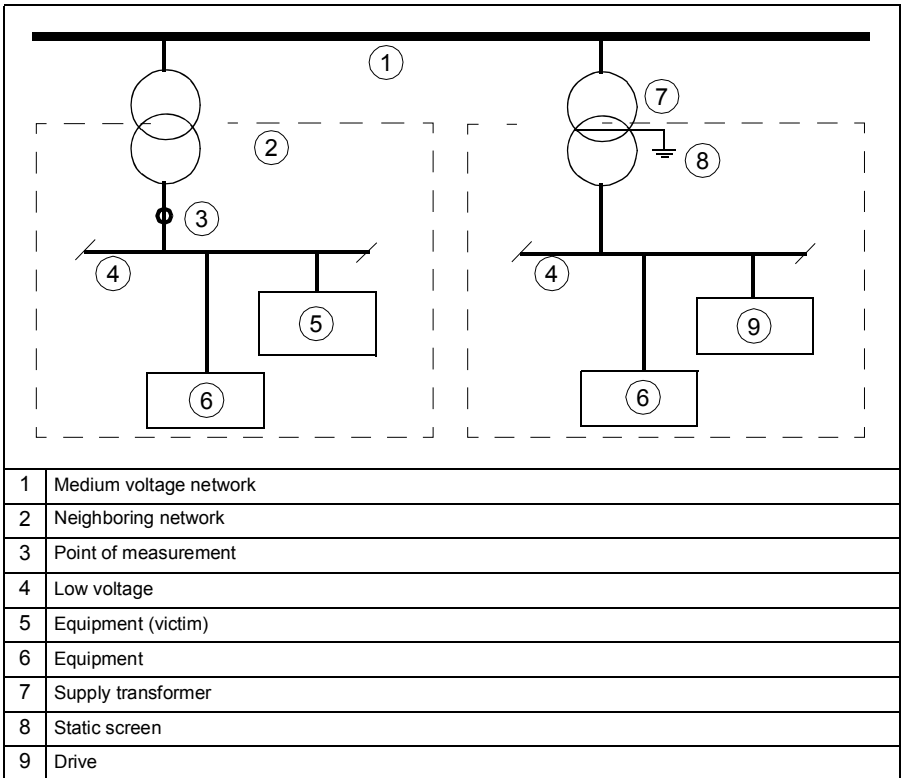 1
7
2
8
3
4
4
5
9
6
6
1 Medium voltage network
2 Neighboring network
3 Point of measurement
4 Low voltage
5 Equipment (victim)
6 Equipment
7 Supply transformer
8 Static screen
9 Drive